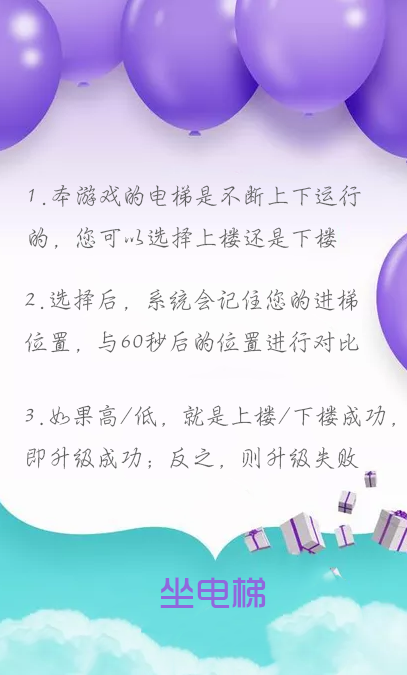 1.本游戏的电梯是不断上下运行
的，您可以选择上楼还是下楼
2.选择后，系统会记住您的进梯
位置，与60秒后的位置进行对比
3.如果高/低，就是上楼/下楼成功，
即升级成功；反之，则升级失败
坐电梯